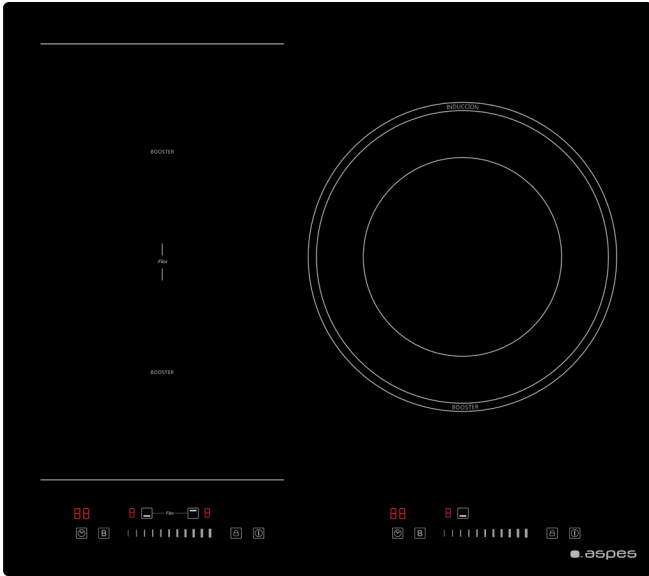 INDUCCION
BOOSTER
Flex
BOOSTER
BOOSTER
88 8 Flex 8 88 8
B B
aspes